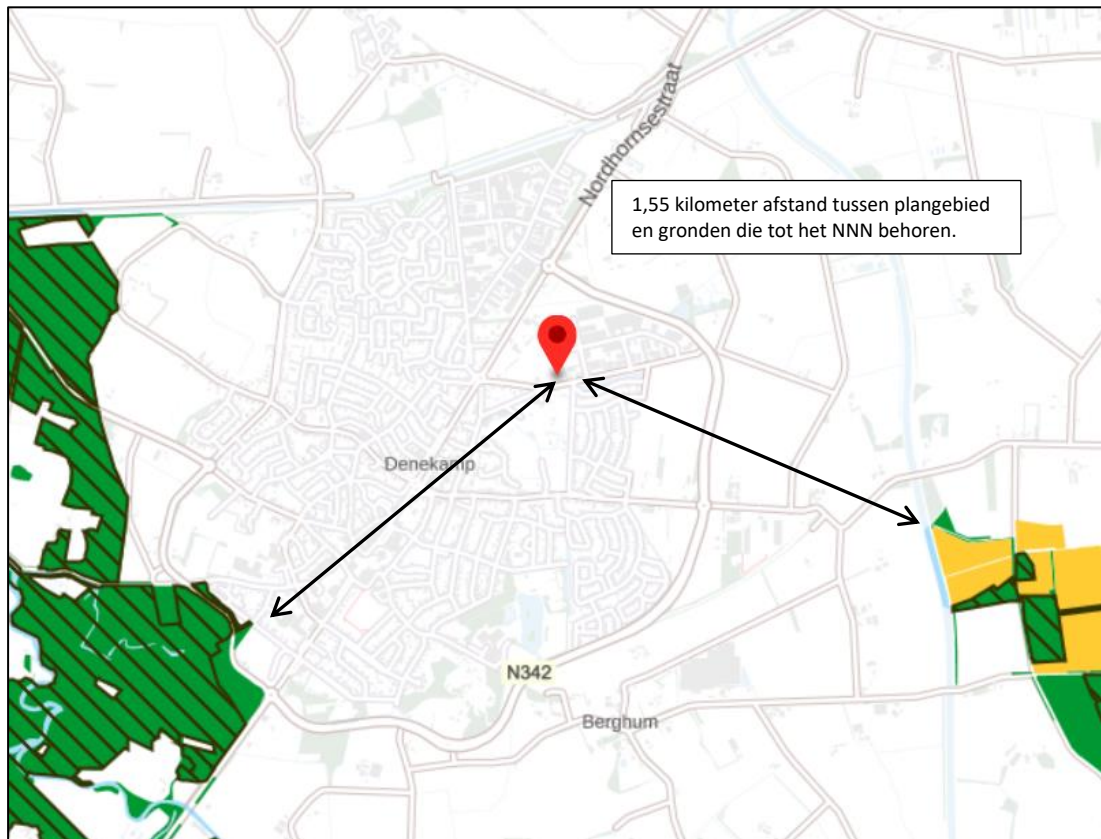 Nordhornsestraat
1,55 kilometer afstand tussen plangebied
en gronden die tot het NNN behoren.
Denekamp
N342
Berghum